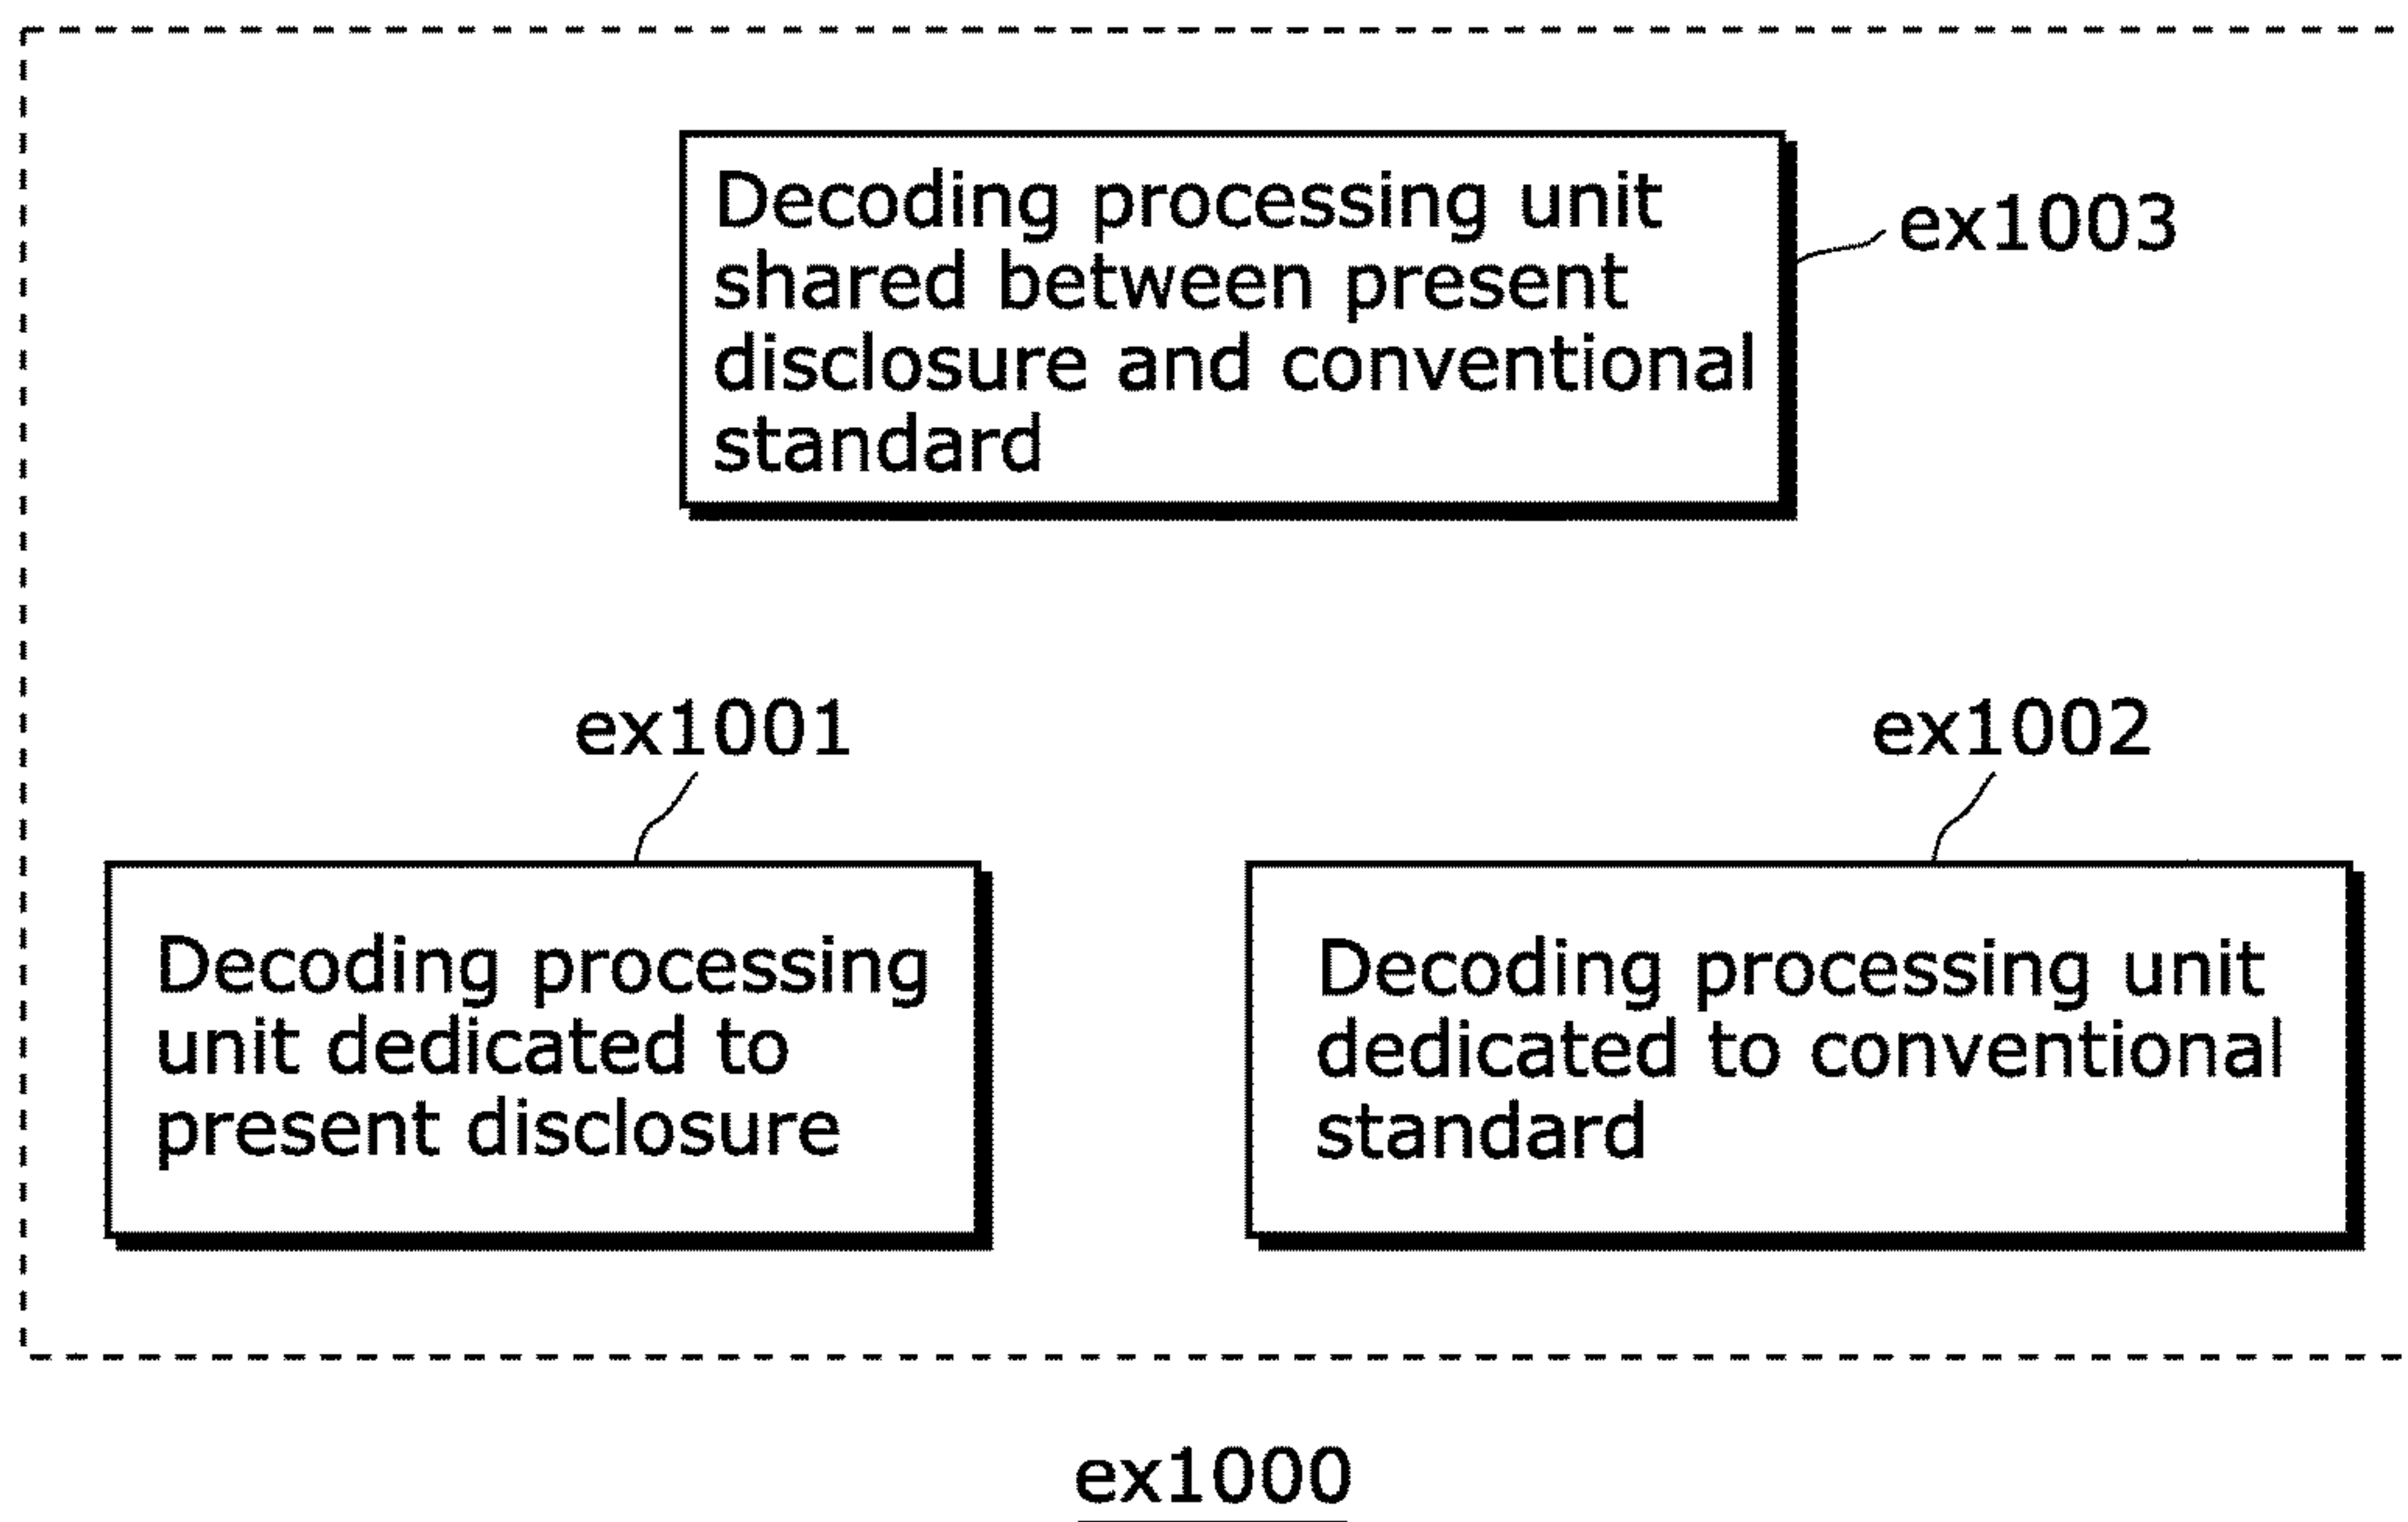 Decoding processing unit
shared between present
disclosure and conventional
standard
ex1003
ex1001
ex1002
Decoding processing
unit dedicated to
present disclosure
Decoding processing unit
dedicated to conventional
standard
ex1000